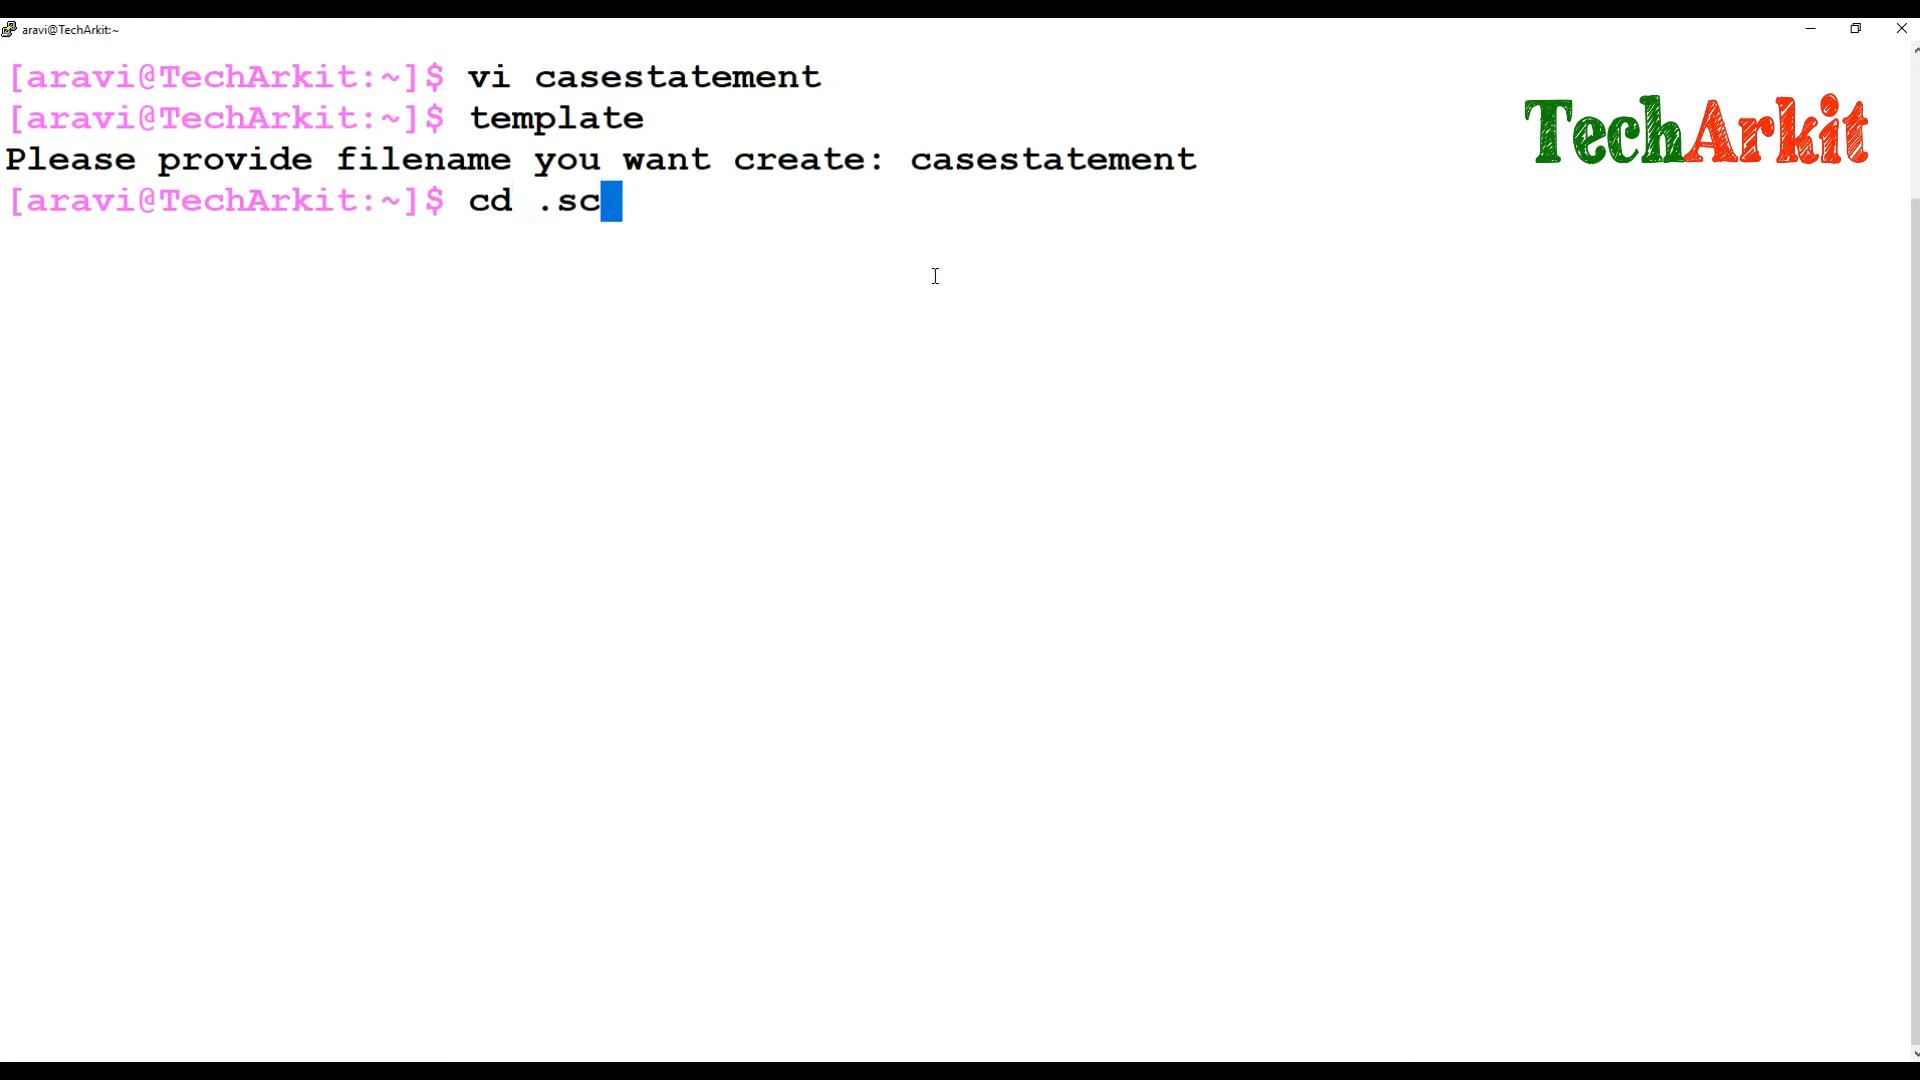 aravi@TechArkit:~
[aravi@TechArkit:~]$ vi casestatement
[aravi@TechArkit:~]$ template
Please provide filename you want create: casestatement
[aravi@TechArkit:~]$ cd .sc
TechArkit